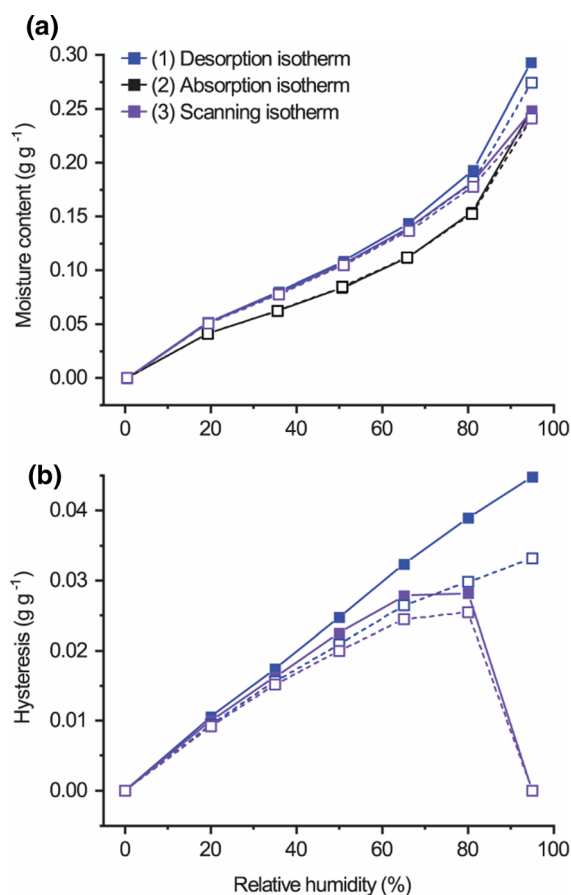 (a)
0.30
(1) Desorption isotherm
(2) Absorption isotherm
(3) Scanning isotherm
0.25
0.20
0.15
0.10
0.05
0.00
Moisture content (g g⁻¹)
0 20 40 60 80 100
(b)
0.04
0.03
0.02
0.01
0.00
Hysteresis (g g⁻¹)
0 20 40 60 80 100
Relative humidity (%)